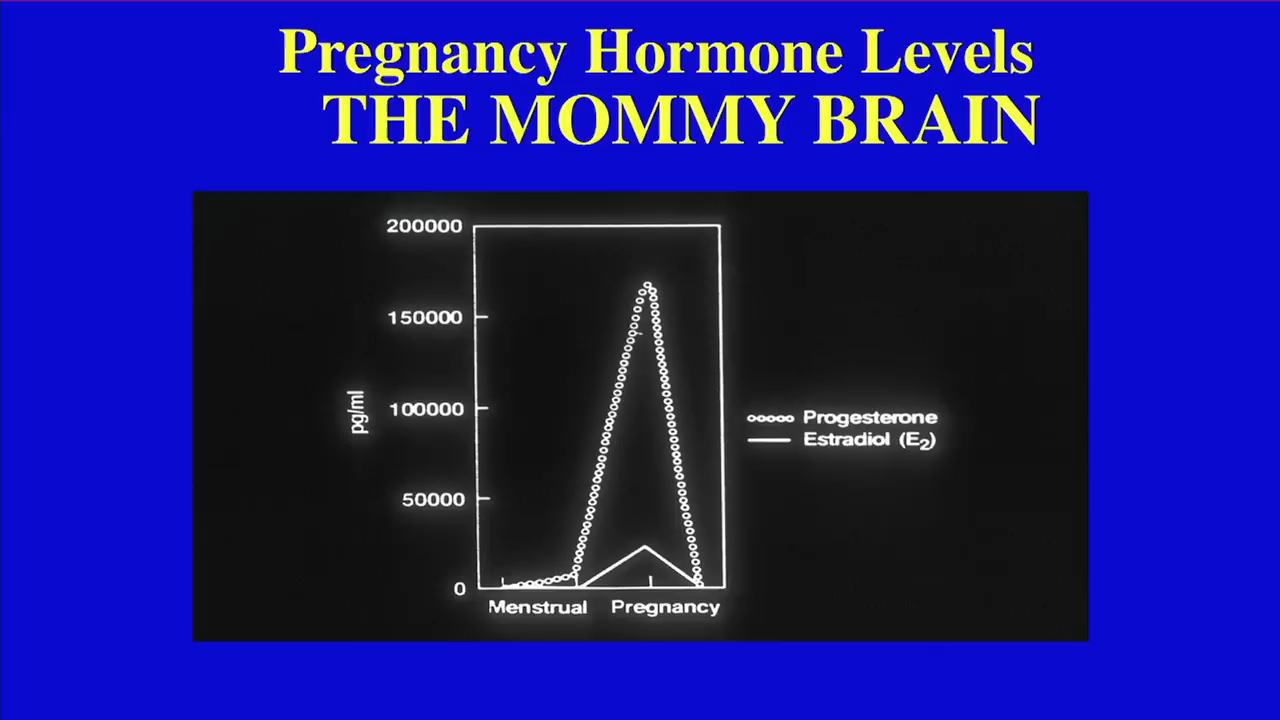 Pregnancy Hormone Levels
THE MOMMY BRAIN
200000
150000
100000
50000
0
pg/ml
Menstrual Pregnancy
Progesterone
Estradiol (E₂)